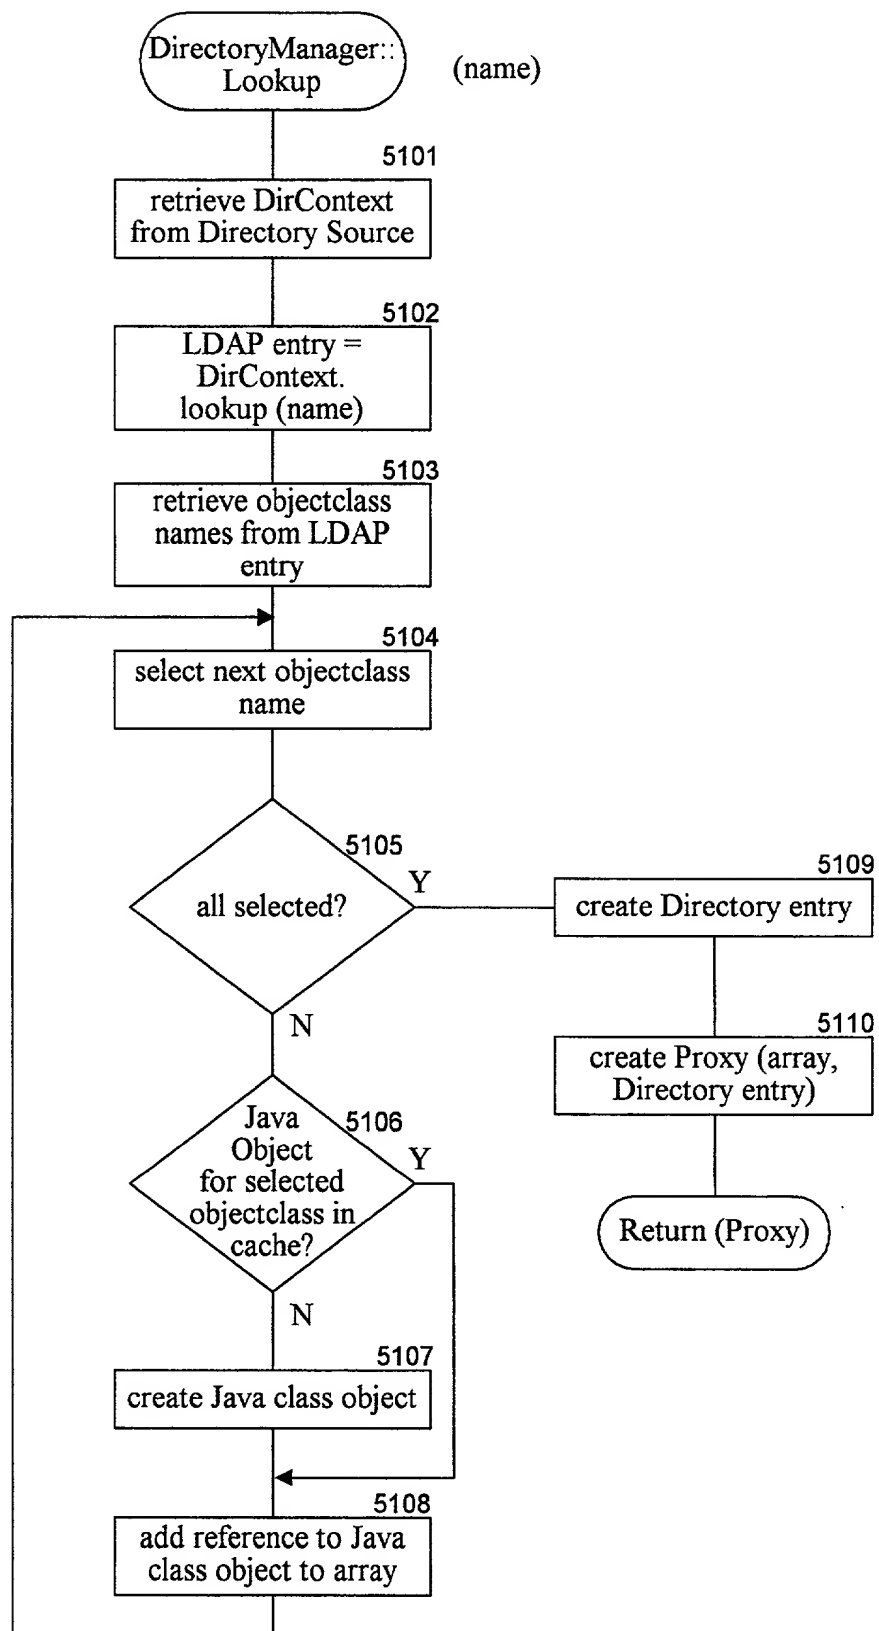 DirectoryManager::
Lookup
(name)
5101
retrieve DirContext
from Directory Source
5102
LDAP entry =
DirContext.
lookup (name)
5103
retrieve objectclass
names from LDAP
entry
5104
select next objectclass
name
5105
all selected?
Y
N
5109
create Directory entry
5110
create Proxy (array,
Directory entry)
Return (Proxy)
5106
Java
Object
for selected
objectclass in
cache?
Y
N
5107
create Java class object
5108
add reference to Java
class object to array